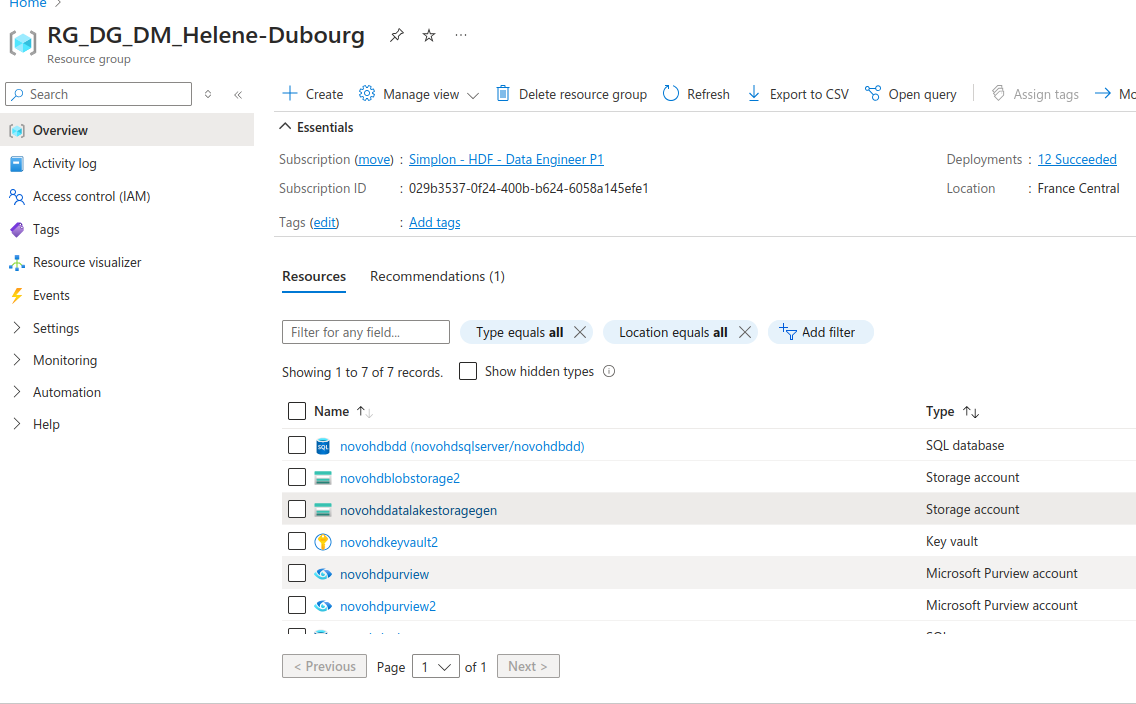 Home
RG_DG_DM_Helene-Dubourg
Resource group
Search
Create Manage view Delete resource group Refresh Export to CSV Open query Assign tags Mo
Overview
Activity log
Access control (IAM)
Tags
Resource visualizer
Events
Settings
Monitoring
Automation
Help
Essentials
Subscription (move) : Simplon - HDF - Data Engineer P1
Deployments : 12 Succeeded
Subscription ID : 029b3537-0f24-400b-b624-6058a145efe1
Location : France Central
Tags (edit) : Add tags
Resources Recommendations (1)
Filter for any field... Type equals all Location equals all Add filter
Showing 1 to 7 of 7 records. Show hidden types
Name Type
novohdbdd (novohdsqlserver/novohdbdd) SQL database
novohdblobstorage2 Storage account
novohddatalakestoragegen Storage account
novohdkeyvault2 Key vault
novohdpurview Microsoft Purview account
novohdpurview2 Microsoft Purview account
< Previous Page 1 of 1 Next >